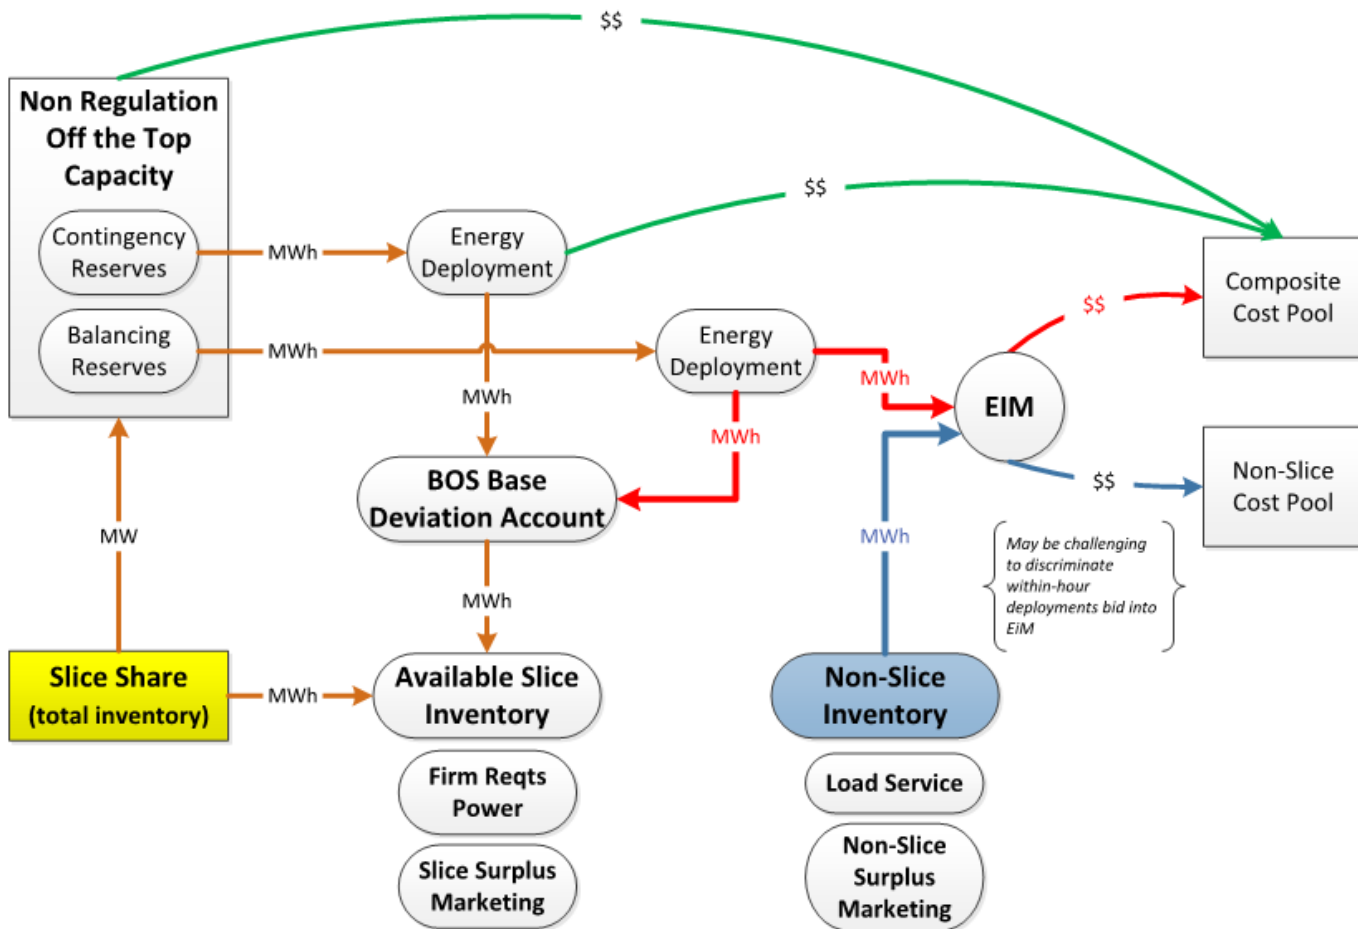 $$
Non Regulation
Off the Top
Capacity
$$
Contingency
Reserves
MWh
Energy
Deployment
Composite
Cost Pool
$$
Balancing
Reserves
MWh
Energy
Deployment
MWh
EIM
MWh
MWh
BOS Base
Deviation Account
$$
Non-Slice
Cost Pool
MW
MWh
May be challenging
to discriminate
within-hour
deployments bid into
EiM
MWh
Slice Share
(total inventory)
MWh
Available Slice
Inventory
Non-Slice
Inventory
Firm Reqts
Power
Load Service
Slice Surplus
Marketing
Non-Slice
Surplus
Marketing